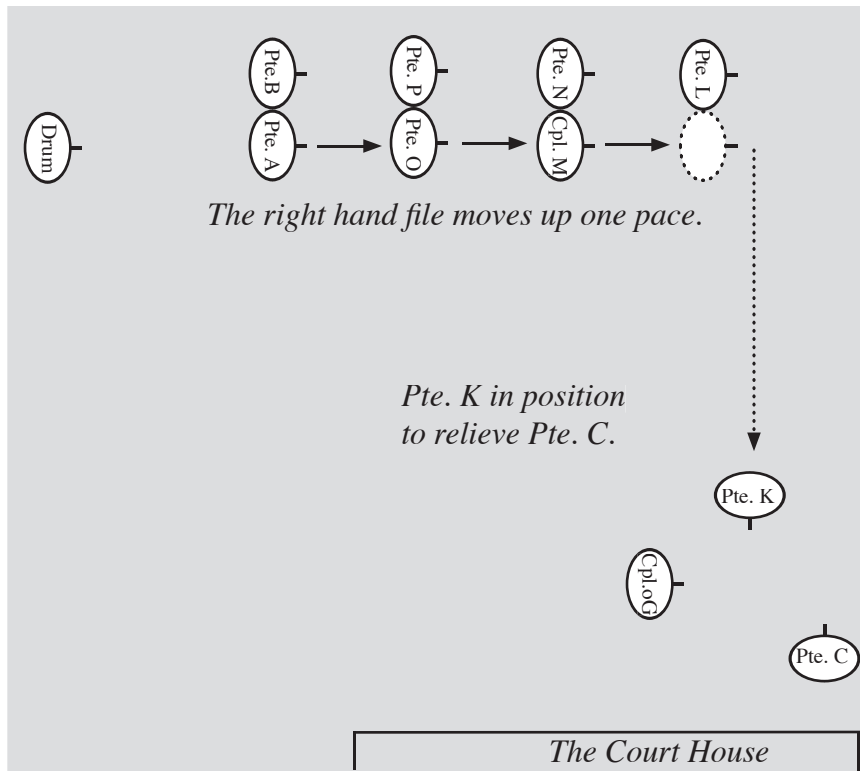 Pte.B
Pte. P
Pte. N
Pte. L
Drum
Pte. A
Pte. O
Cpl. M
The right hand file moves up one pace.
Pte. K in position
to relieve Pte. C.
Pte. K
Cpl.oG
Pte. C
The Court House